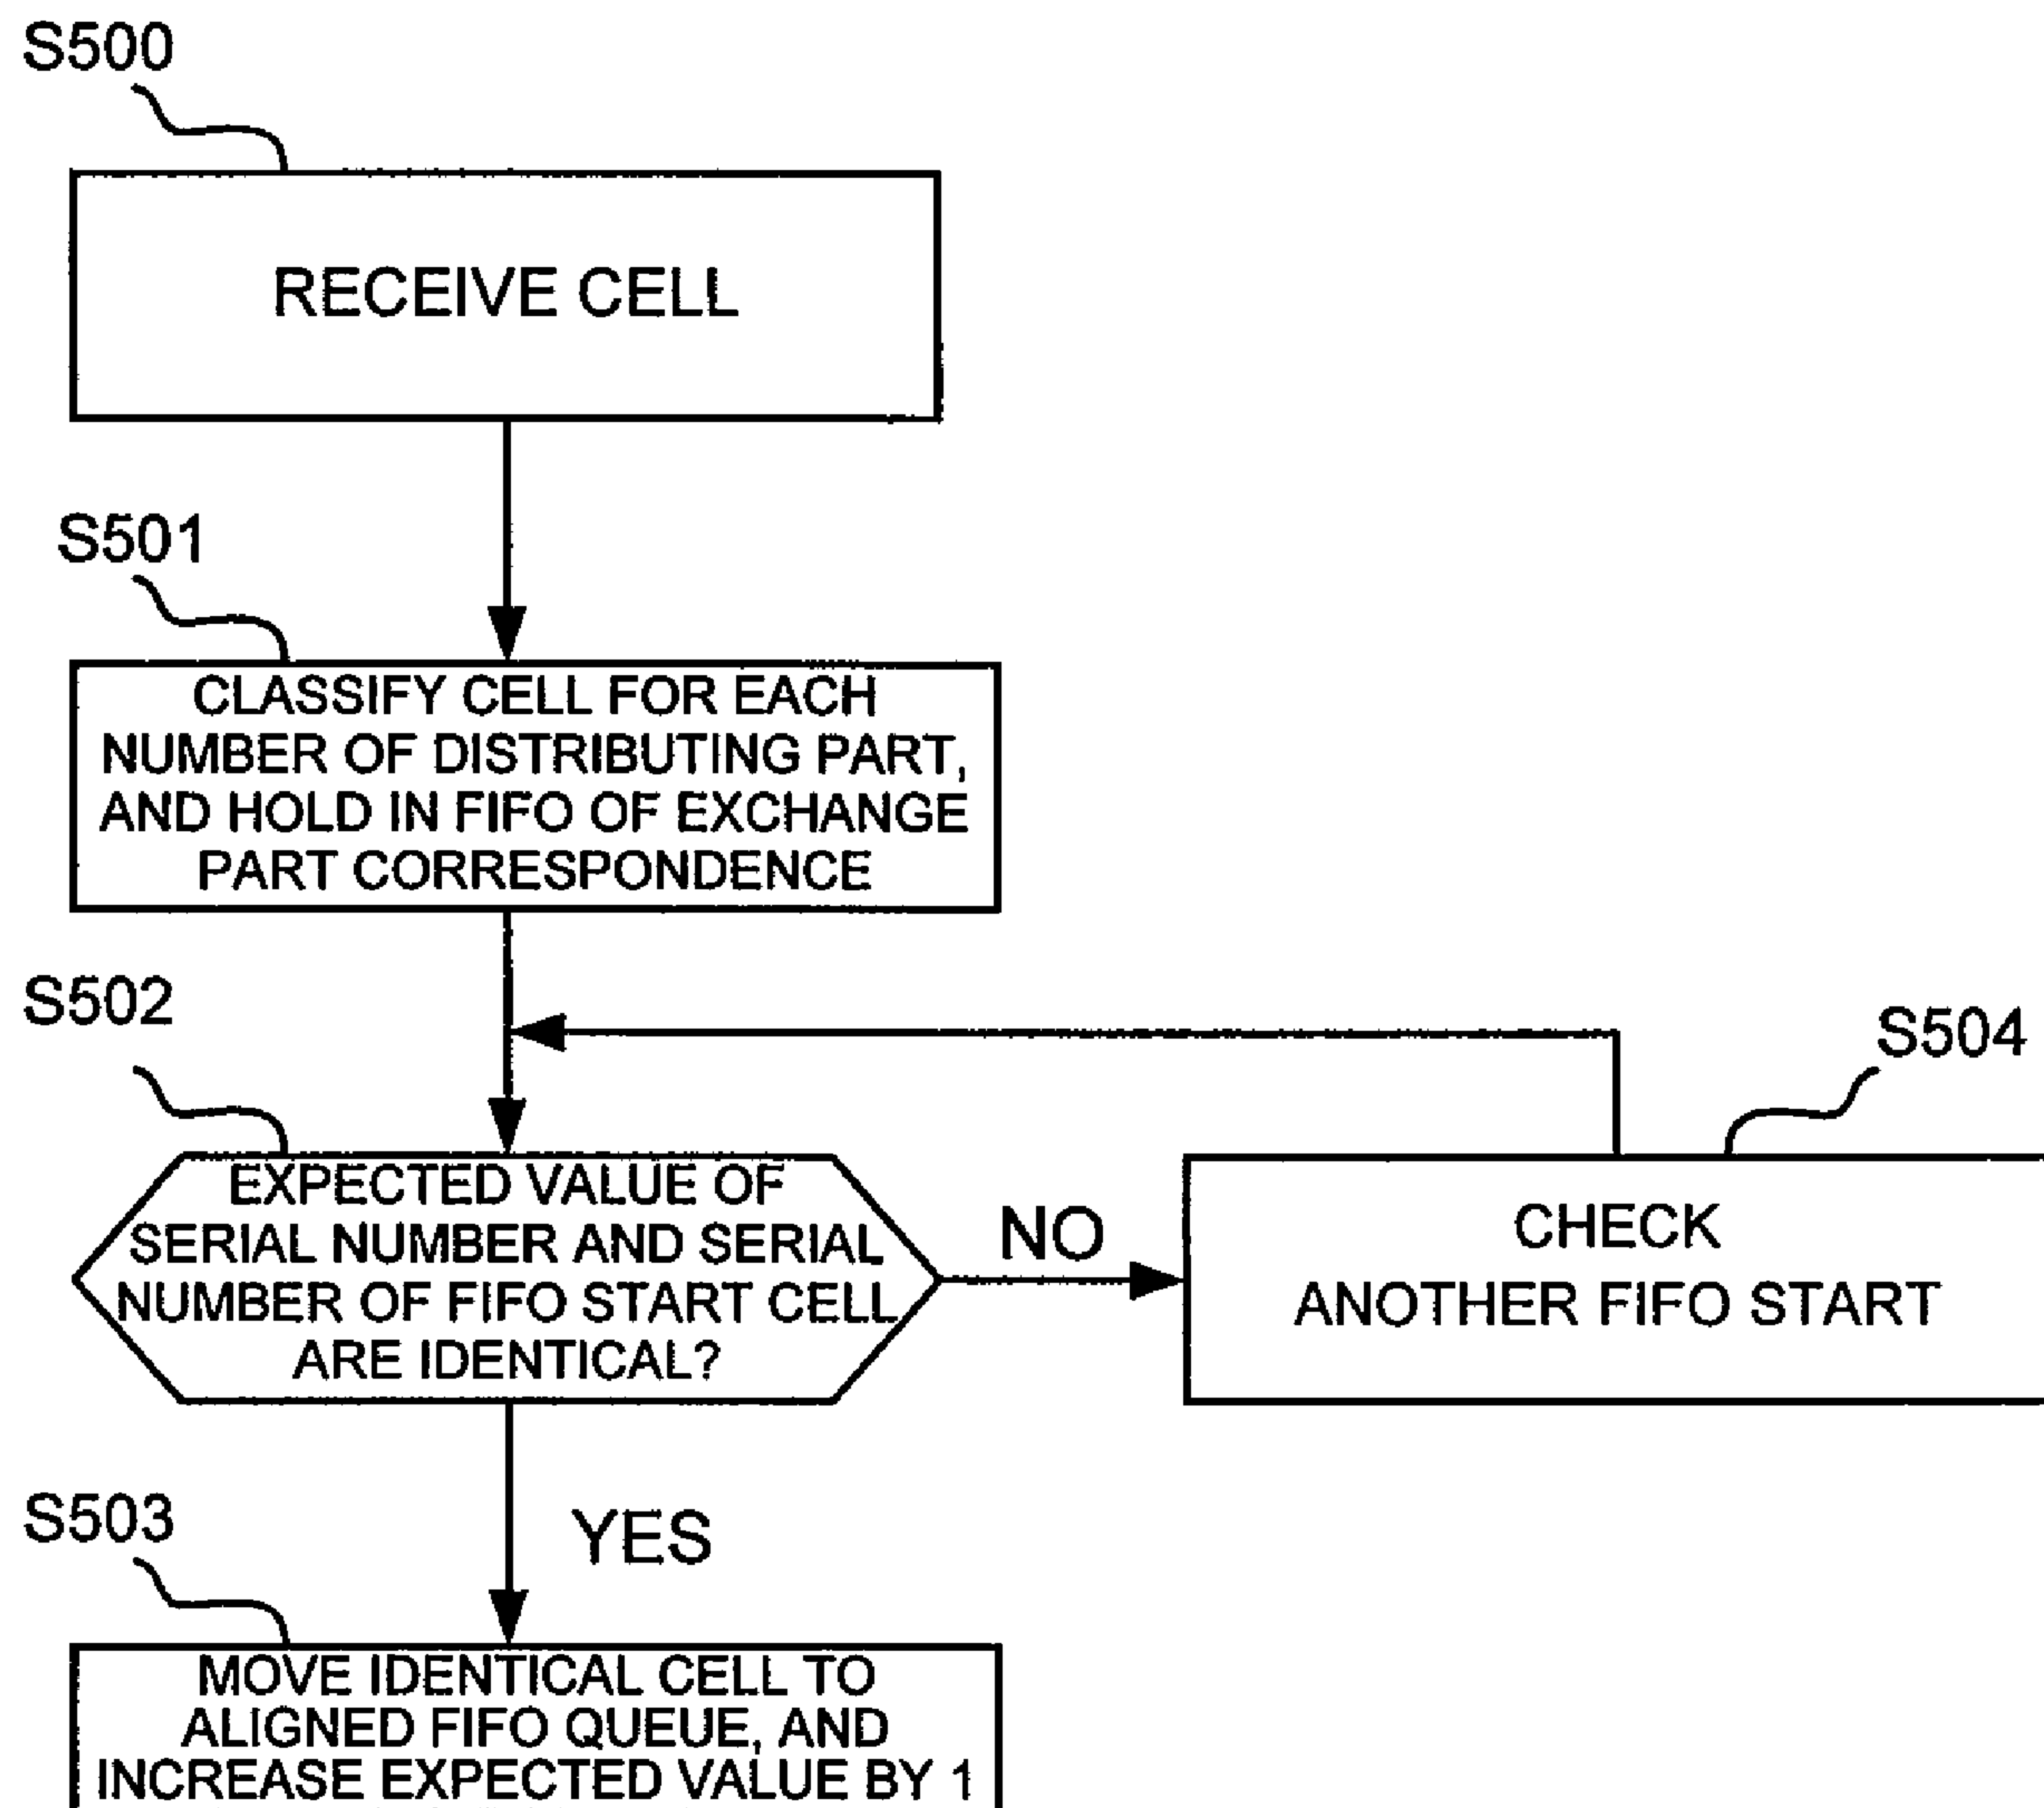 S500
RECEIVE CELL
S501
CLASSIFY CELL FOR EACH
NUMBER OF DISTRIBUTING PART,
AND HOLD IN FIFO OF EXCHANGE
PART CORRESPONDENCE
S502
EXPECTED VALUE OF
SERIAL NUMBER AND SERIAL
NUMBER OF FIFO START CELL
ARE IDENTICAL?
NO
S504
CHECK
ANOTHER FIFO START
YES
S503
MOVE IDENTICAL CELL TO
ALIGNED FIFO QUEUE, AND
INCREASE EXPECTED VALUE BY 1